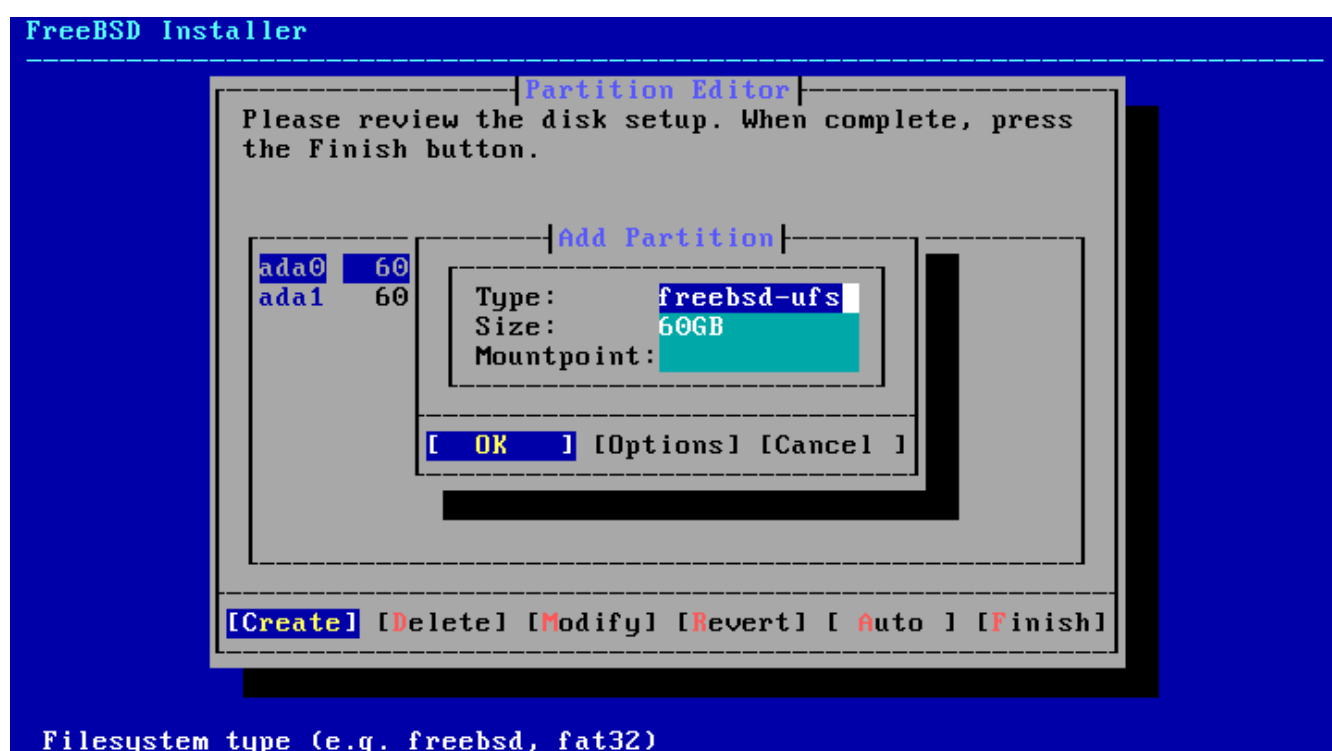 FreeBSD Installer
Partition Editor
Please review the disk setup. When complete, press
the Finish button.
Add Partition
ada0 60
ada1 60
Type: freebsd-ufs
Size: 60GB
Mountpoint:
[ OK ] [Options] [Cancel ]
[Create] [Delete] [Modify] [Revert] [ Auto ] [Finish]
Filesystem type (e.g. freebsd, fat32)